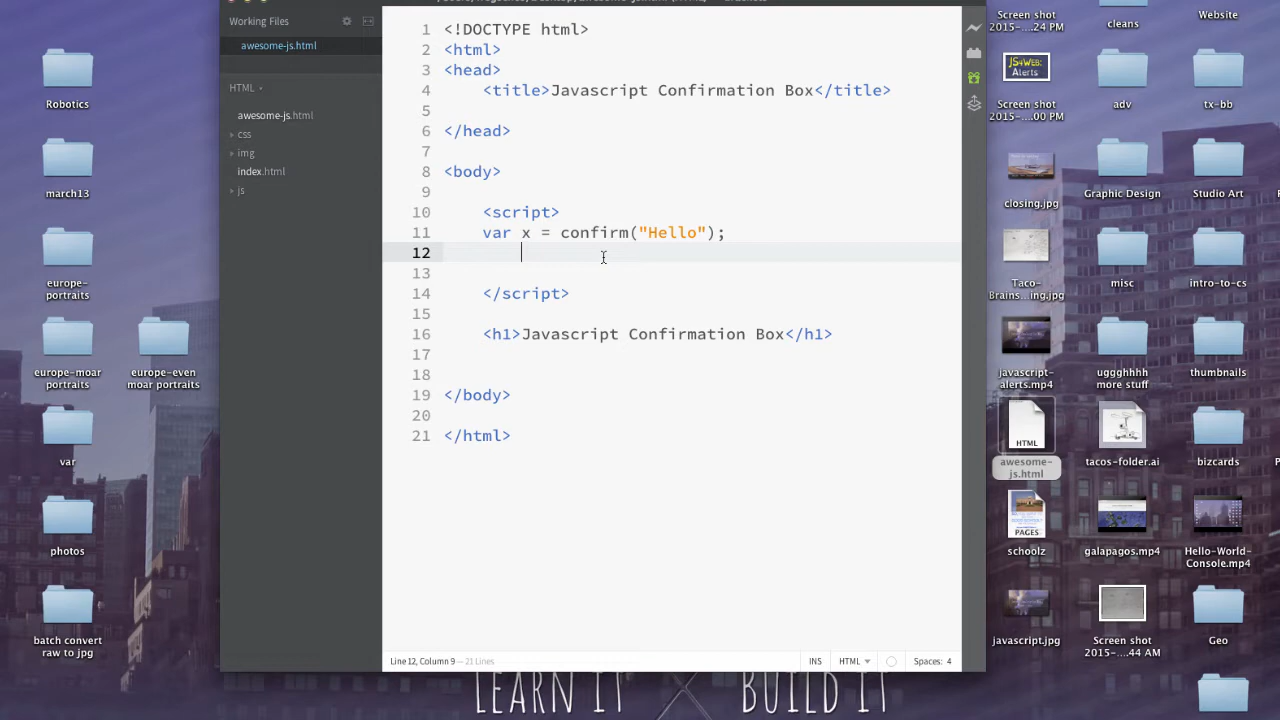 Working Files
awesome-js.html
HTML
awesome-js.html
css
img
index.html
js
1 <!DOCTYPE html>
2 <html>
3 <head>
4 <title>Javascript Confirmation Box</title>
5
6 </head>
7
8 <body>
9
10 <script>
11 var x = confirm("Hello");
12
13
14 </script>
15
16 <h1>Javascript Confirmation Box</h1>
17
18
19 </body>
20
21 </html>
Line 12, Column 9 — 21 Lines
INS
HTML
Spaces: 4
Robotics
march13
europe-
portraits
europe-moar
portraits
europe-even
moar portraits
var
photos
batch convert
raw to jpg
Screen shot
2015-....24 PM
cleans
Website
JS4WEB:
Alerts
Screen shot
2015-....00 PM
adv
tx-bb
closing.jpg
Graphic Design
Studio Art
Taco-
Brains...ing.jpg
misc
intro-to-cs
javascript-
alerts.mp4
uggghhhh
more stuff
thumbnails
HTML
awesome-
js.html
tacos-folder.ai
bizcards
PAGES
schoolz
galapagos.mp4
Hello-World-
Console.mp4
javascript.jpg
Screen shot
2015-....44 AM
Geo
LEARN IT BUILD IT